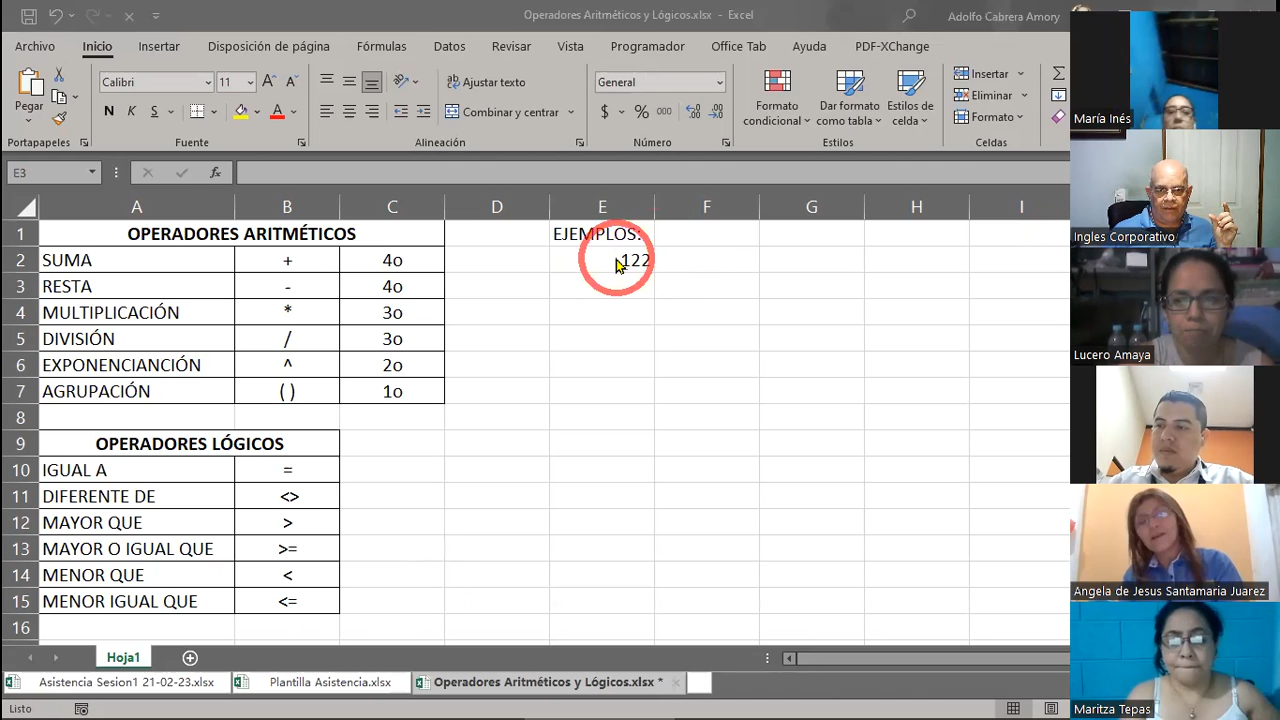 Operadores Aritméticos y Lógicos.xlsx - Excel
Adolfo Cabrera Amory
Archivo Inicio Insertar Disposición de página Fórmulas Datos Revisar Vista Programador Office Tab Ayuda PDF-XChange
Pegar
Calibri 11
N K S
Ajustar texto
Combinar y centrar
General
$ % 000
Formato condicional
Dar formato como tabla
Estilos de celda
Insertar
Eliminar
Formato
Portapapeles Fuente Alineación Número Estilos Celdas
E3 fx
A B C D E F G H I
1 OPERADORES ARITMÉTICOS EJEMPLOS:
2 SUMA + 4o 122
3 RESTA - 4o
4 MULTIPLICACIÓN * 3o
5 DIVISIÓN / 3o
6 EXPONENCIANCIÓN ^ 2o
7 AGRUPACIÓN ( ) 1o
8
9 OPERADORES LÓGICOS
10 IGUAL A =
11 DIFERENTE DE <>
12 MAYOR QUE >
13 MAYOR O IGUAL QUE >=
14 MENOR QUE <
15 MENOR IGUAL QUE <=
16
Hoja1
Asistencia Sesion1 21-02-23.xlsx Plantilla Asistencia.xlsx Operadores Aritméticos y Lógicos.xlsx *
Listo
María Inés
Ingles Corporativo
Lucero Amaya
Angela de Jesus Santamaria Juarez
Maritza Tepas